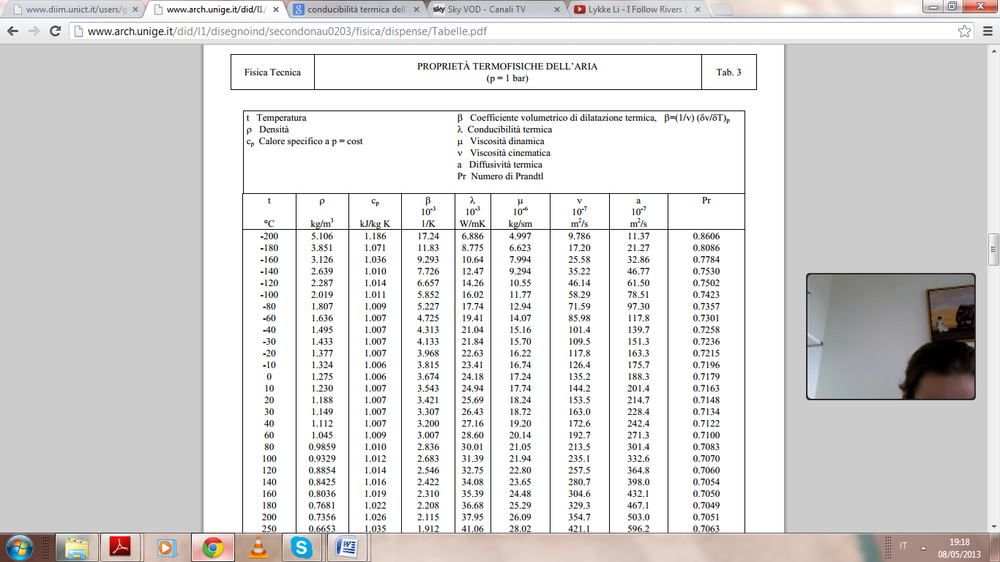 www.diim.unict.it/users/g
www.arch.unige.it/did/l1/
conducibilità termica dell'
sky Sky VOD - Canali TV
Lykke Li - I Follow Rivers (
www.arch.unige.it/did/l1/disegnoind/secondonau0203/fisica/dispense/Tabelle.pdf
Fisica Tecnica PROPRIETÀ TERMOFISICHE DELL'ARIA Tab. 3
(p = 1 bar)
t Temperatura β Coefficiente volumetrico di dilatazione termica, β=(1/v) (δv/δT)p
ρ Densità λ Conducibilità termica
cp Calore specifico a p = cost μ Viscosità dinamica
ν Viscosità cinematica
a Diffusività termica
Pr Numero di Prandtl
t ρ cp β λ μ ν a Pr
10-3 10-3 10-6 10-7 10-7
°C kg/m3 kJ/kg K 1/K W/mK kg/sm m2/s m2/s
-200 5.106 1.186 17.24 6.886 4.997 9.786 11.37 0.8606
-180 3.851 1.071 11.83 8.775 6.623 17.20 21.27 0.8086
-160 3.126 1.036 9.293 10.64 7.994 25.58 32.86 0.7784
-140 2.639 1.010 7.726 12.47 9.294 35.22 46.77 0.7530
-120 2.287 1.014 6.657 14.26 10.55 46.14 61.50 0.7502
-100 2.019 1.011 5.852 16.02 11.77 58.29 78.51 0.7423
-80 1.807 1.009 5.227 17.74 12.94 71.59 97.30 0.7357
-60 1.636 1.007 4.725 19.41 14.07 85.98 117.8 0.7301
-40 1.495 1.007 4.313 21.04 15.16 101.4 139.7 0.7258
-30 1.433 1.007 4.133 21.84 15.70 109.5 151.3 0.7236
-20 1.377 1.007 3.968 22.63 16.22 117.8 163.3 0.7215
-10 1.324 1.006 3.815 23.41 16.74 126.4 175.7 0.7196
0 1.275 1.006 3.674 24.18 17.24 135.2 188.3 0.7179
10 1.230 1.007 3.543 24.94 17.74 144.2 201.4 0.7163
20 1.188 1.007 3.421 25.69 18.24 153.5 214.7 0.7148
30 1.149 1.007 3.307 26.43 18.72 163.0 228.4 0.7134
40 1.112 1.007 3.200 27.16 19.20 172.6 242.4 0.7122
60 1.045 1.009 3.007 28.60 20.14 192.7 271.3 0.7100
80 0.9859 1.010 2.836 30.01 21.05 213.5 301.4 0.7083
100 0.9329 1.012 2.683 31.39 21.94 235.1 332.6 0.7070
120 0.8854 1.014 2.546 32.75 22.80 257.5 364.8 0.7060
140 0.8425 1.016 2.422 34.08 23.65 280.7 398.0 0.7054
160 0.8036 1.019 2.310 35.39 24.48 304.6 432.1 0.7050
180 0.7681 1.022 2.208 36.68 25.29 329.3 467.1 0.7049
200 0.7356 1.026 2.115 37.95 26.09 354.7 503.0 0.7051
250 0.6653 1.035 1.912 41.06 28.02 421.1 596.2 0.7063
IT 19:18
08/05/2013